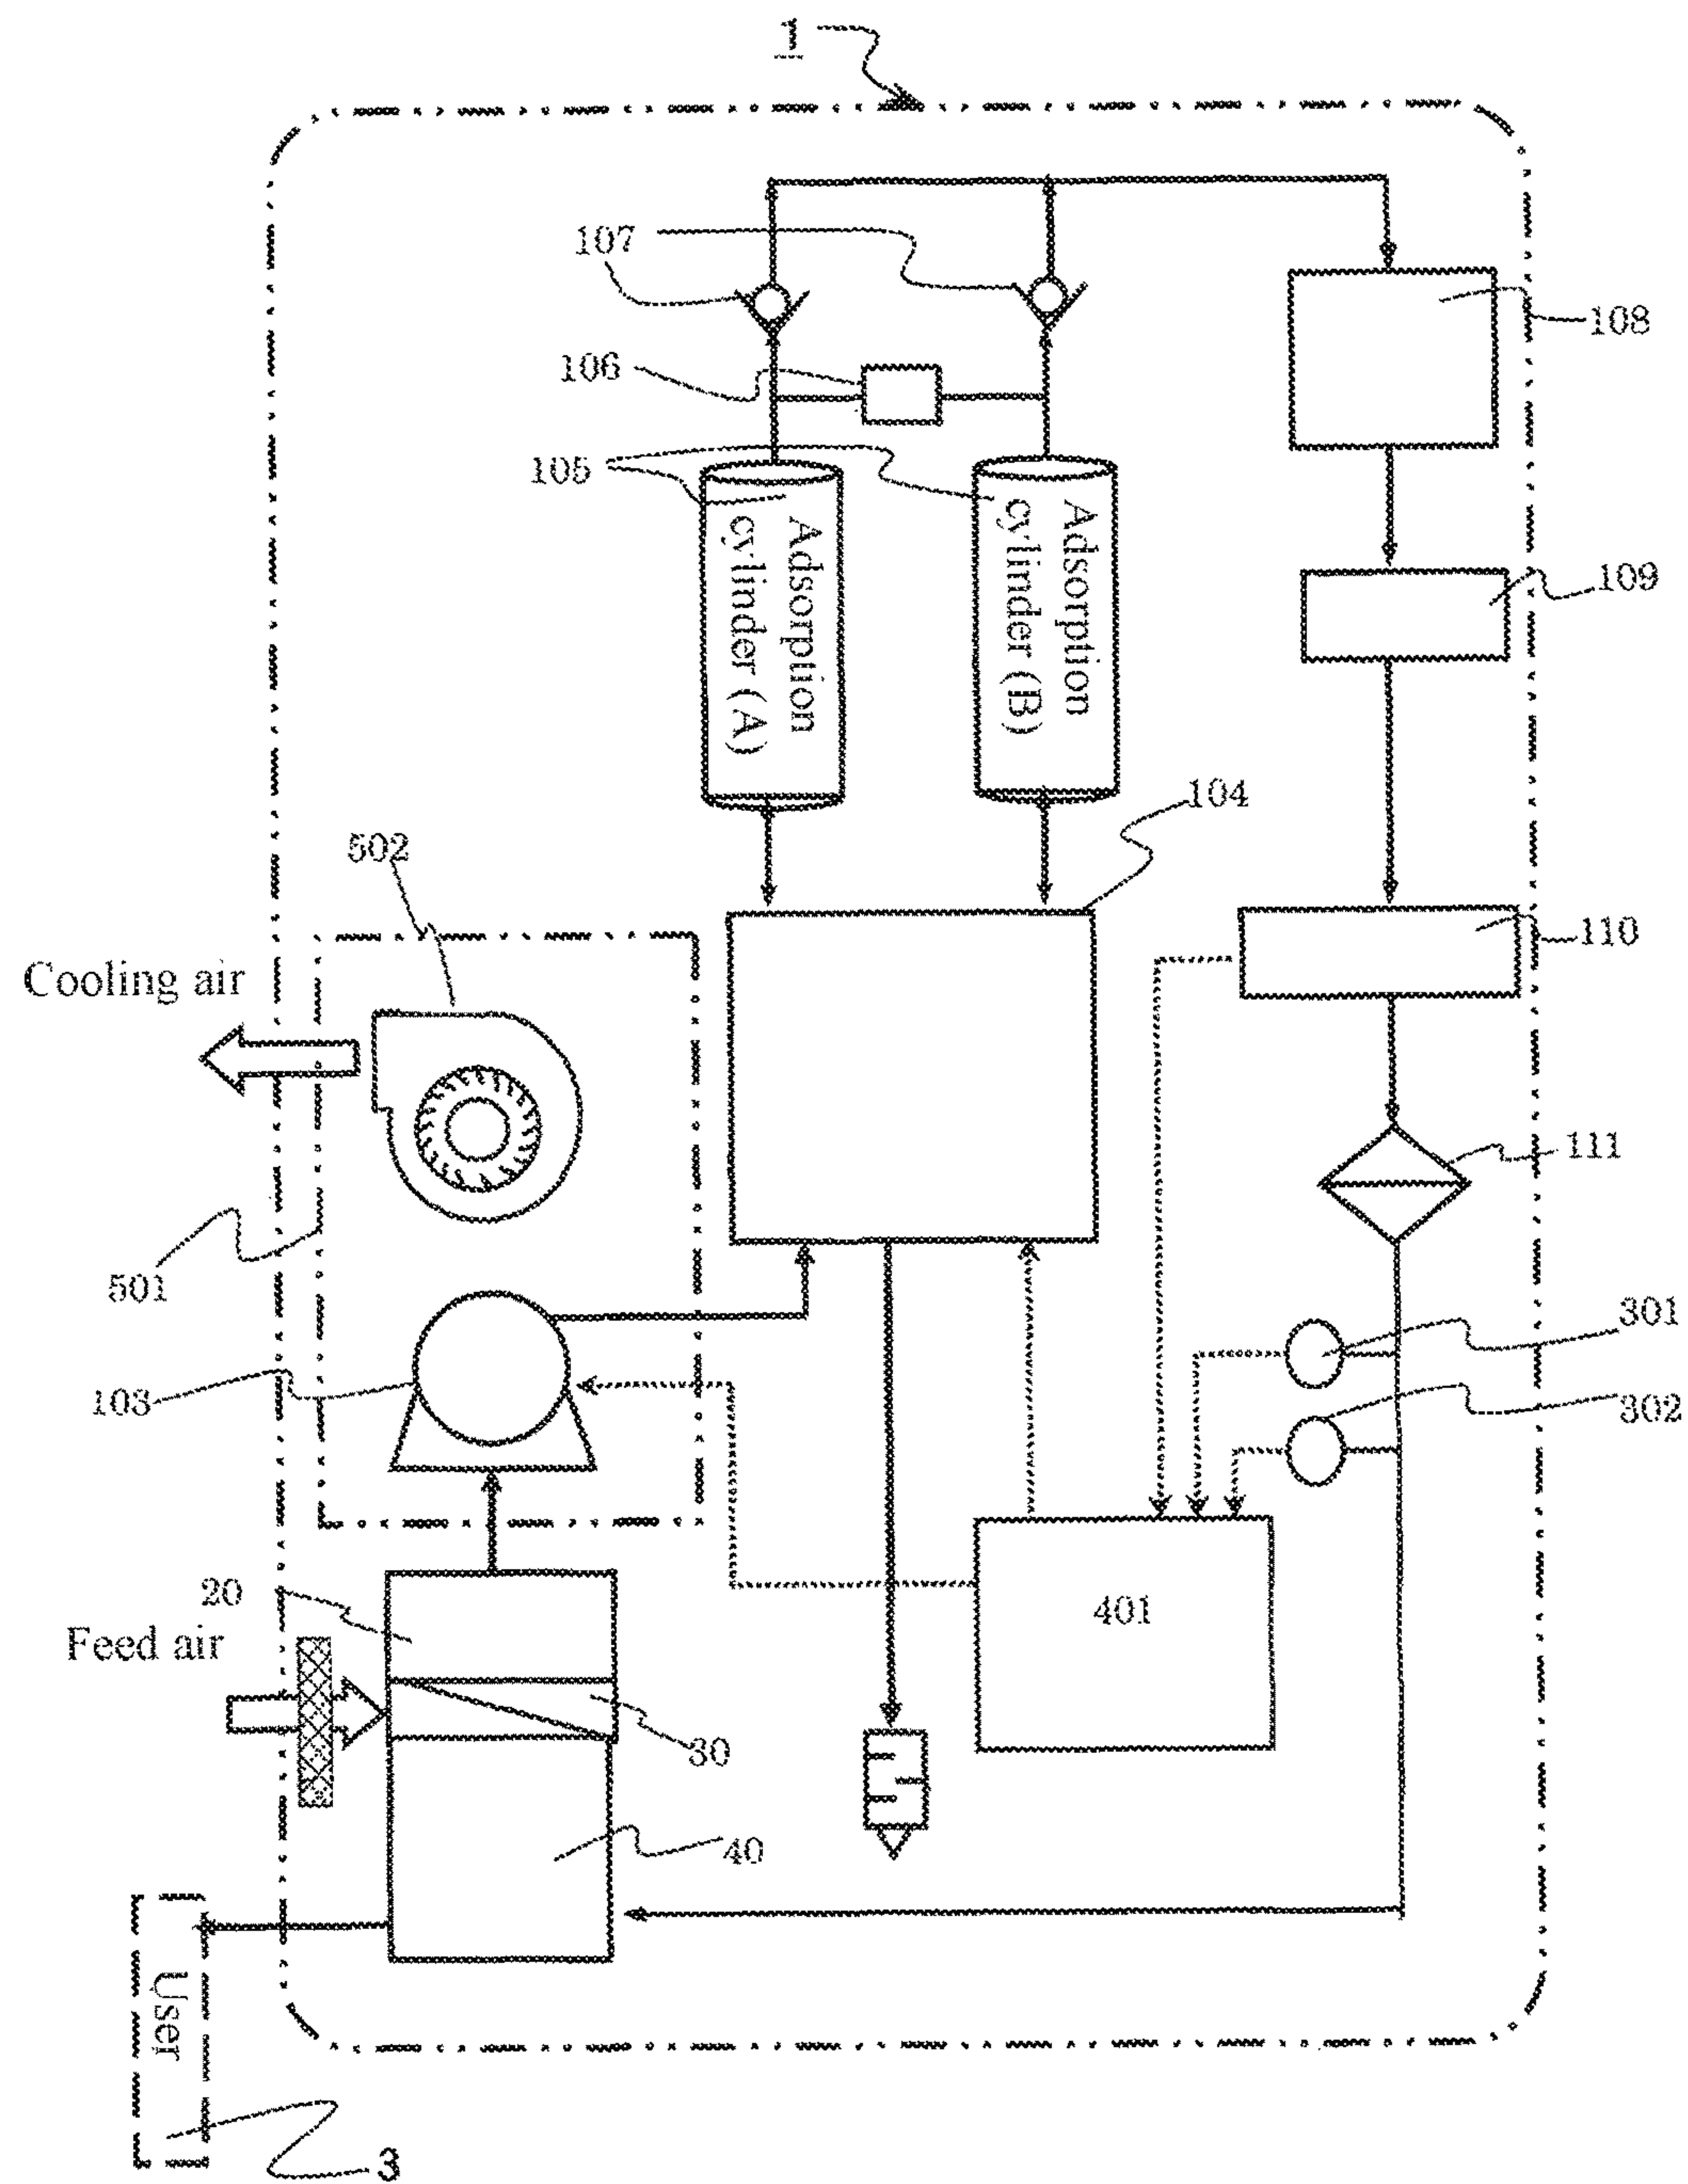 1
107
108
106
105
109
Adsorption
cylinder (A)
Adsorption
cylinder (B)
104
502
110
Cooling air
111
501
301
103
302
20
401
Feed air
30
40
User
3